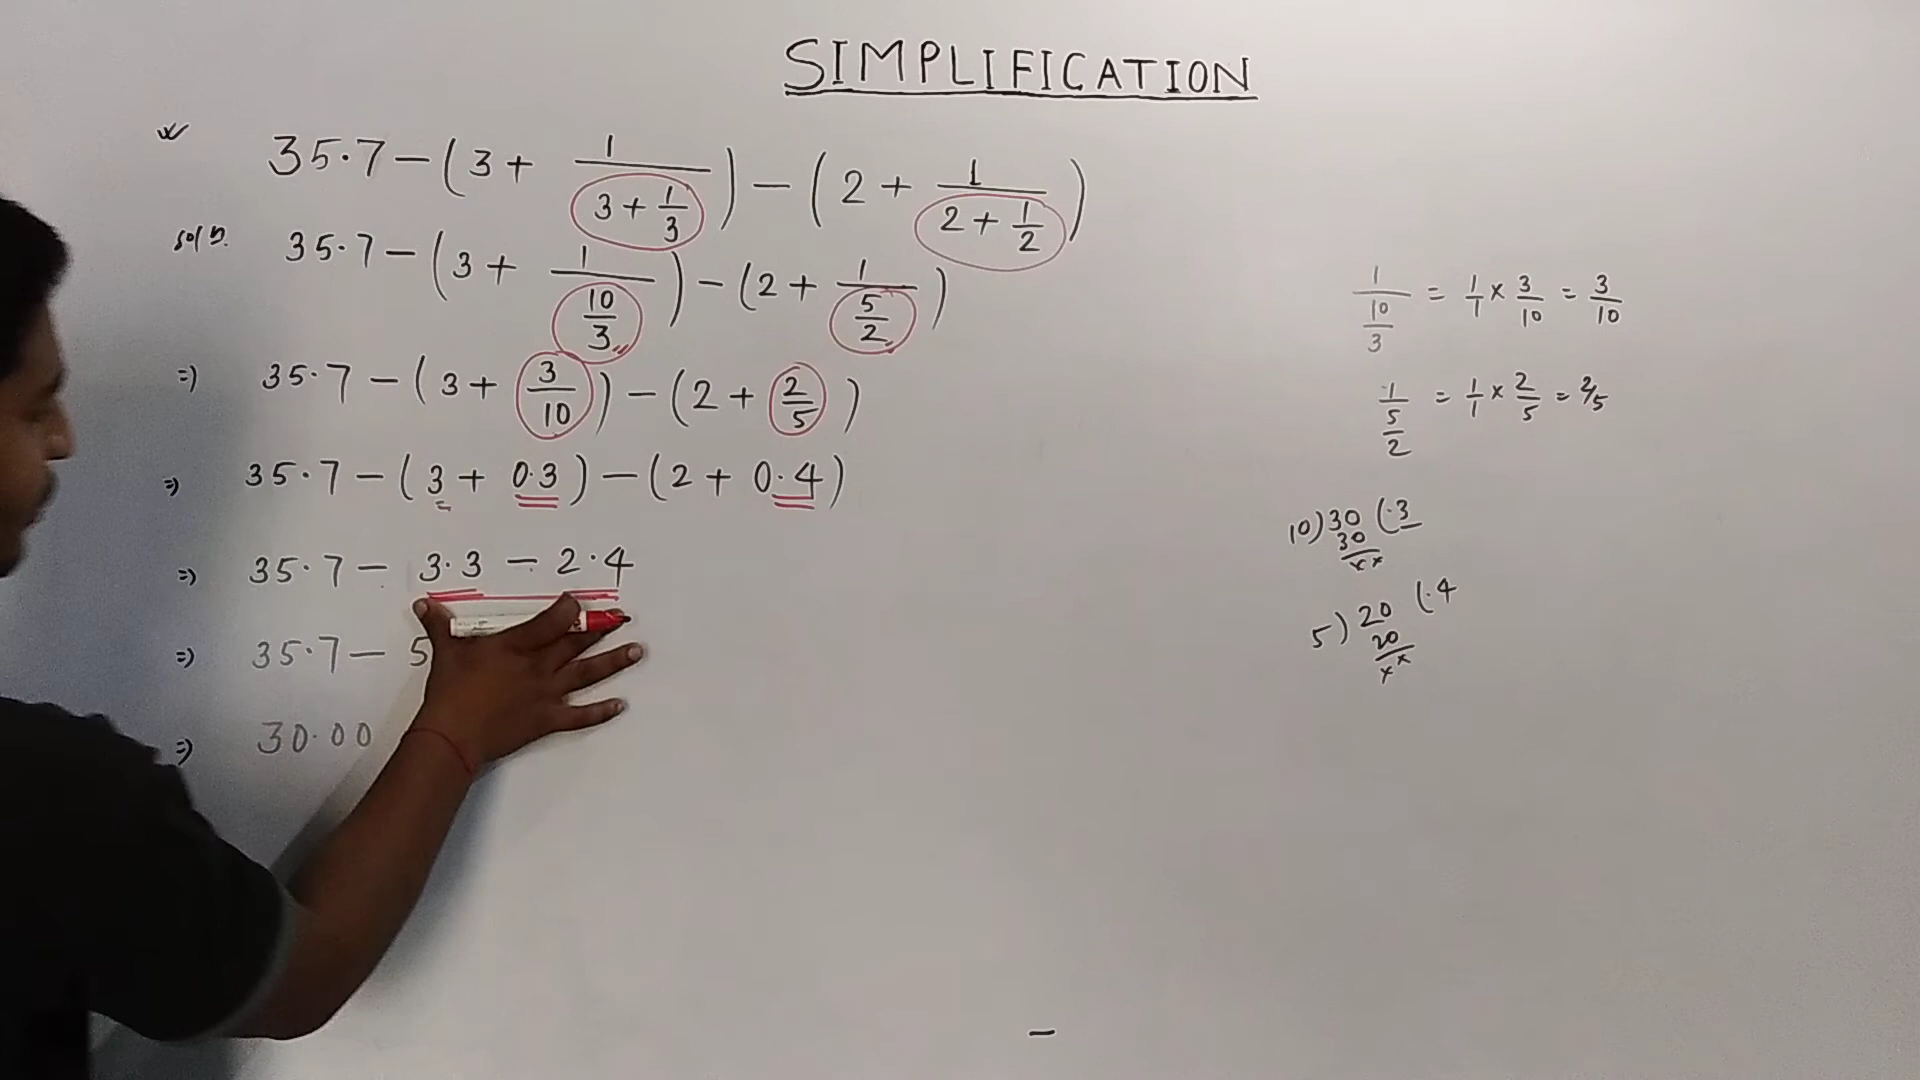 SIMPLIFICATION
35.7 - (3 + 1/(3 + 1/3)) - (2 + 1/(2 + 1/2))
soln. 35.7 - (3 + 1/(10/3)) - (2 + 1/(5/2))
=) 35.7 - (3 + 3/10) - (2 + 2/5)
=) 35.7 - (3 + 0.3) - (2 + 0.4)
=) 35.7 - 3.3 - 2.4
=) 35.7 - 5
=) 30.00
1/(10/3) = 1/1 × 3/10 = 3/10
1/(5/2) = 1/1 × 2/5 = 2/5
10)30(.3
30
xx
5)20(.4
20
xx